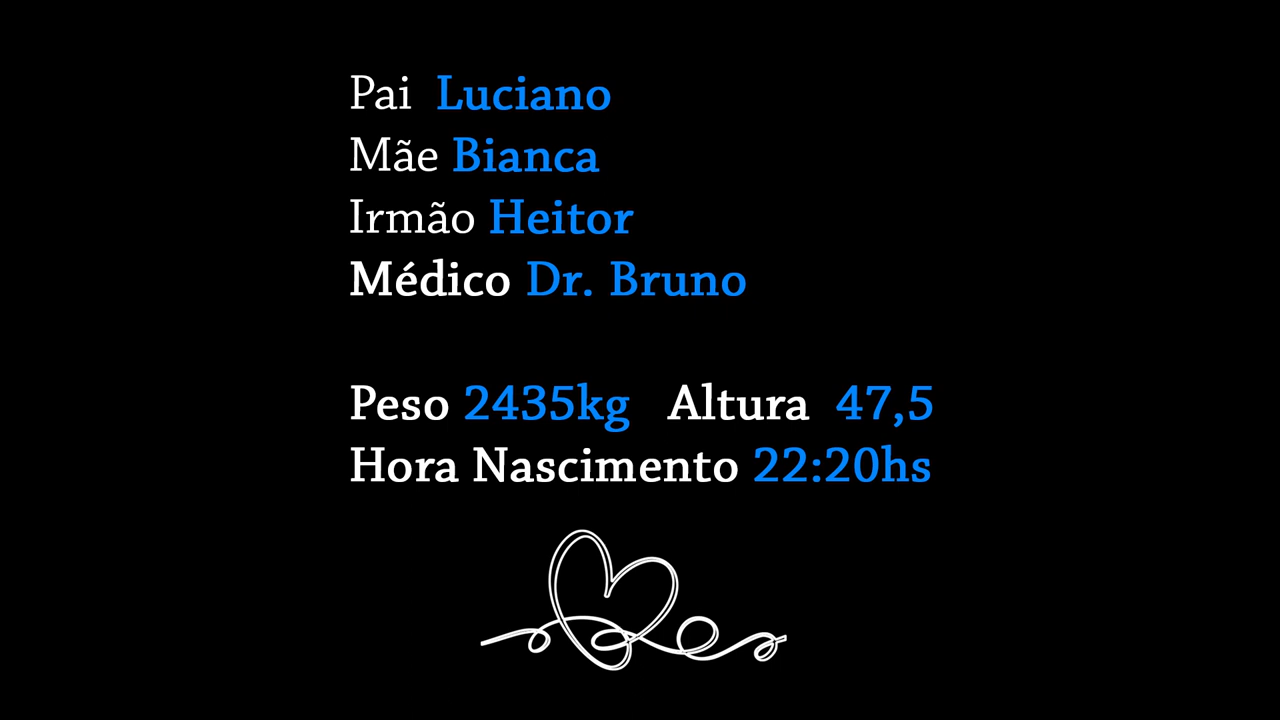 Pai Luciano
Mãe Bianca
Irmão Heitor
Médico Dr. Bruno
Peso 2435kg Altura 47,5
Hora Nascimento 22:20hs